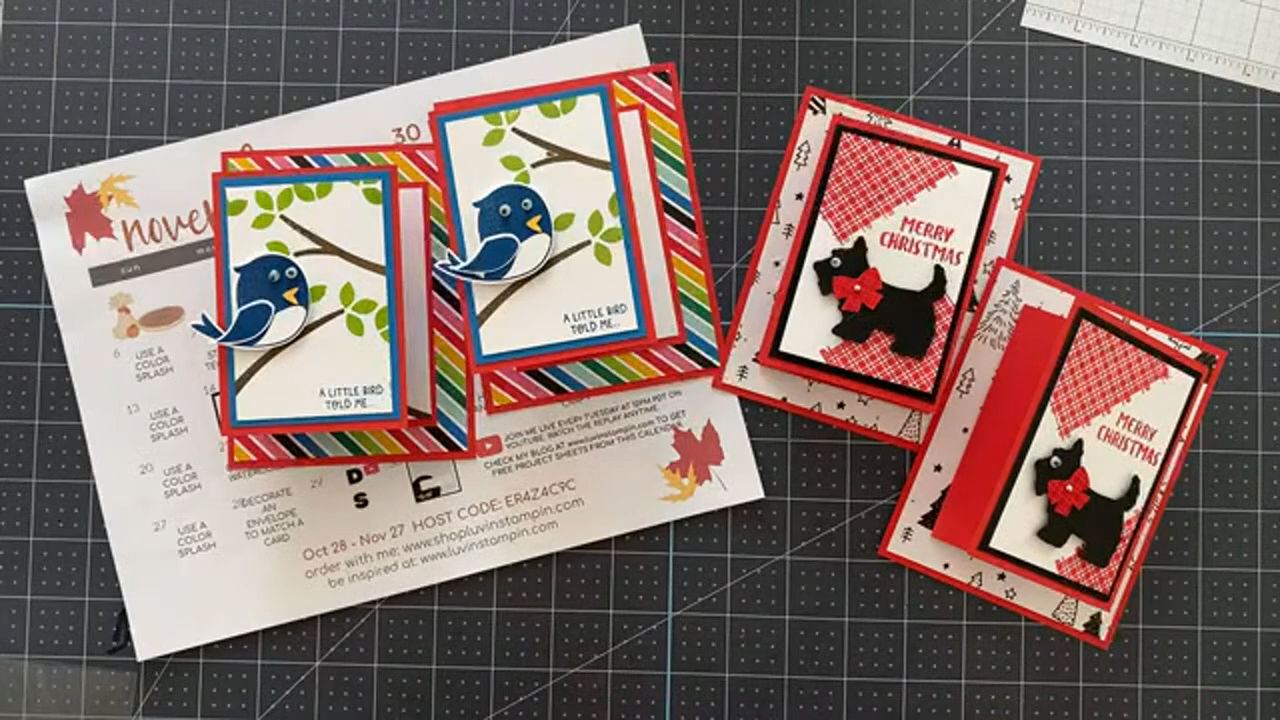 30
sun
6
USE A
COLOR
SPLASH
13
USE A
COLOR
SPLASH
20
USE A
COLOR
SPLASH
27
USE A
COLOR
SPLASH
DECORATE
AN
ENVELOPE
TO MATCH A
CARD
D
S
JOIN ME LIVE EVERY TUESDAY AT 12PM PDT ON
YOUTUBE. WATCH THE REPLAY ANYTIME.
CHECK MY BLOG AT www.luvinstampin.com TO GET
FREE PROJECT SHEETS FROM THIS CALENDAR
Oct 28 - Nov 27 HOST CODE: ER4Z4C9C
order with me: www.shopluvinstampin.com
be inspired at: www.luvinstampin.com
A LITTLE BIRD
TOLD ME...
A LITTLE BIRD
TOLD ME...
MERRY
CHRISTMAS
MERRY
CHRISTMAS